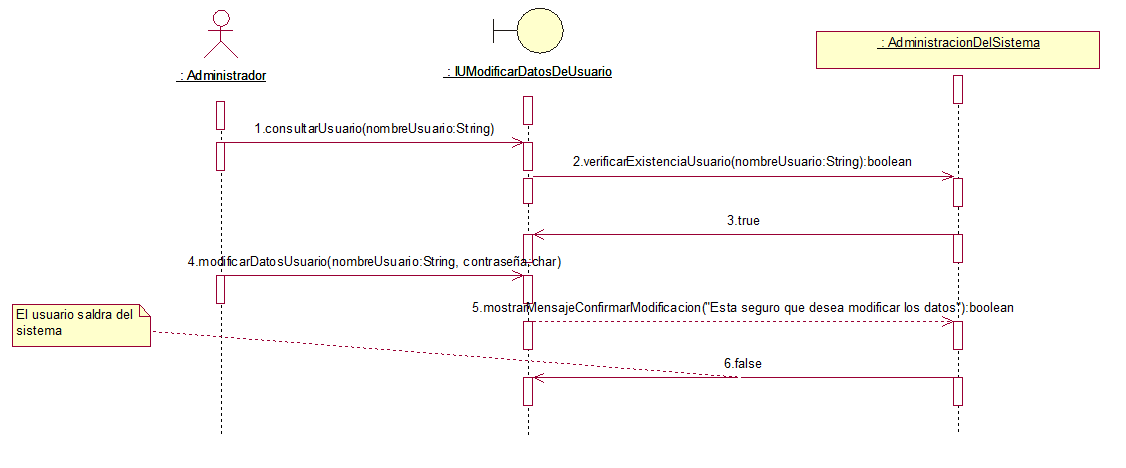 : Administrador
: IUModificarDatosDeUsuario
: AdministracionDelSistema
1.consultarUsuario(nombreUsuario:String)
2.verificarExistenciaUsuario(nombreUsuario:String):boolean
3.true
4.modificarDatosUsuario(nombreUsuario:String, contraseña:char)
5.mostrarMensajeConfirmarModificacion("Esta seguro que desea modificar los datos"):boolean
El usuario saldra del
sistema
6.false